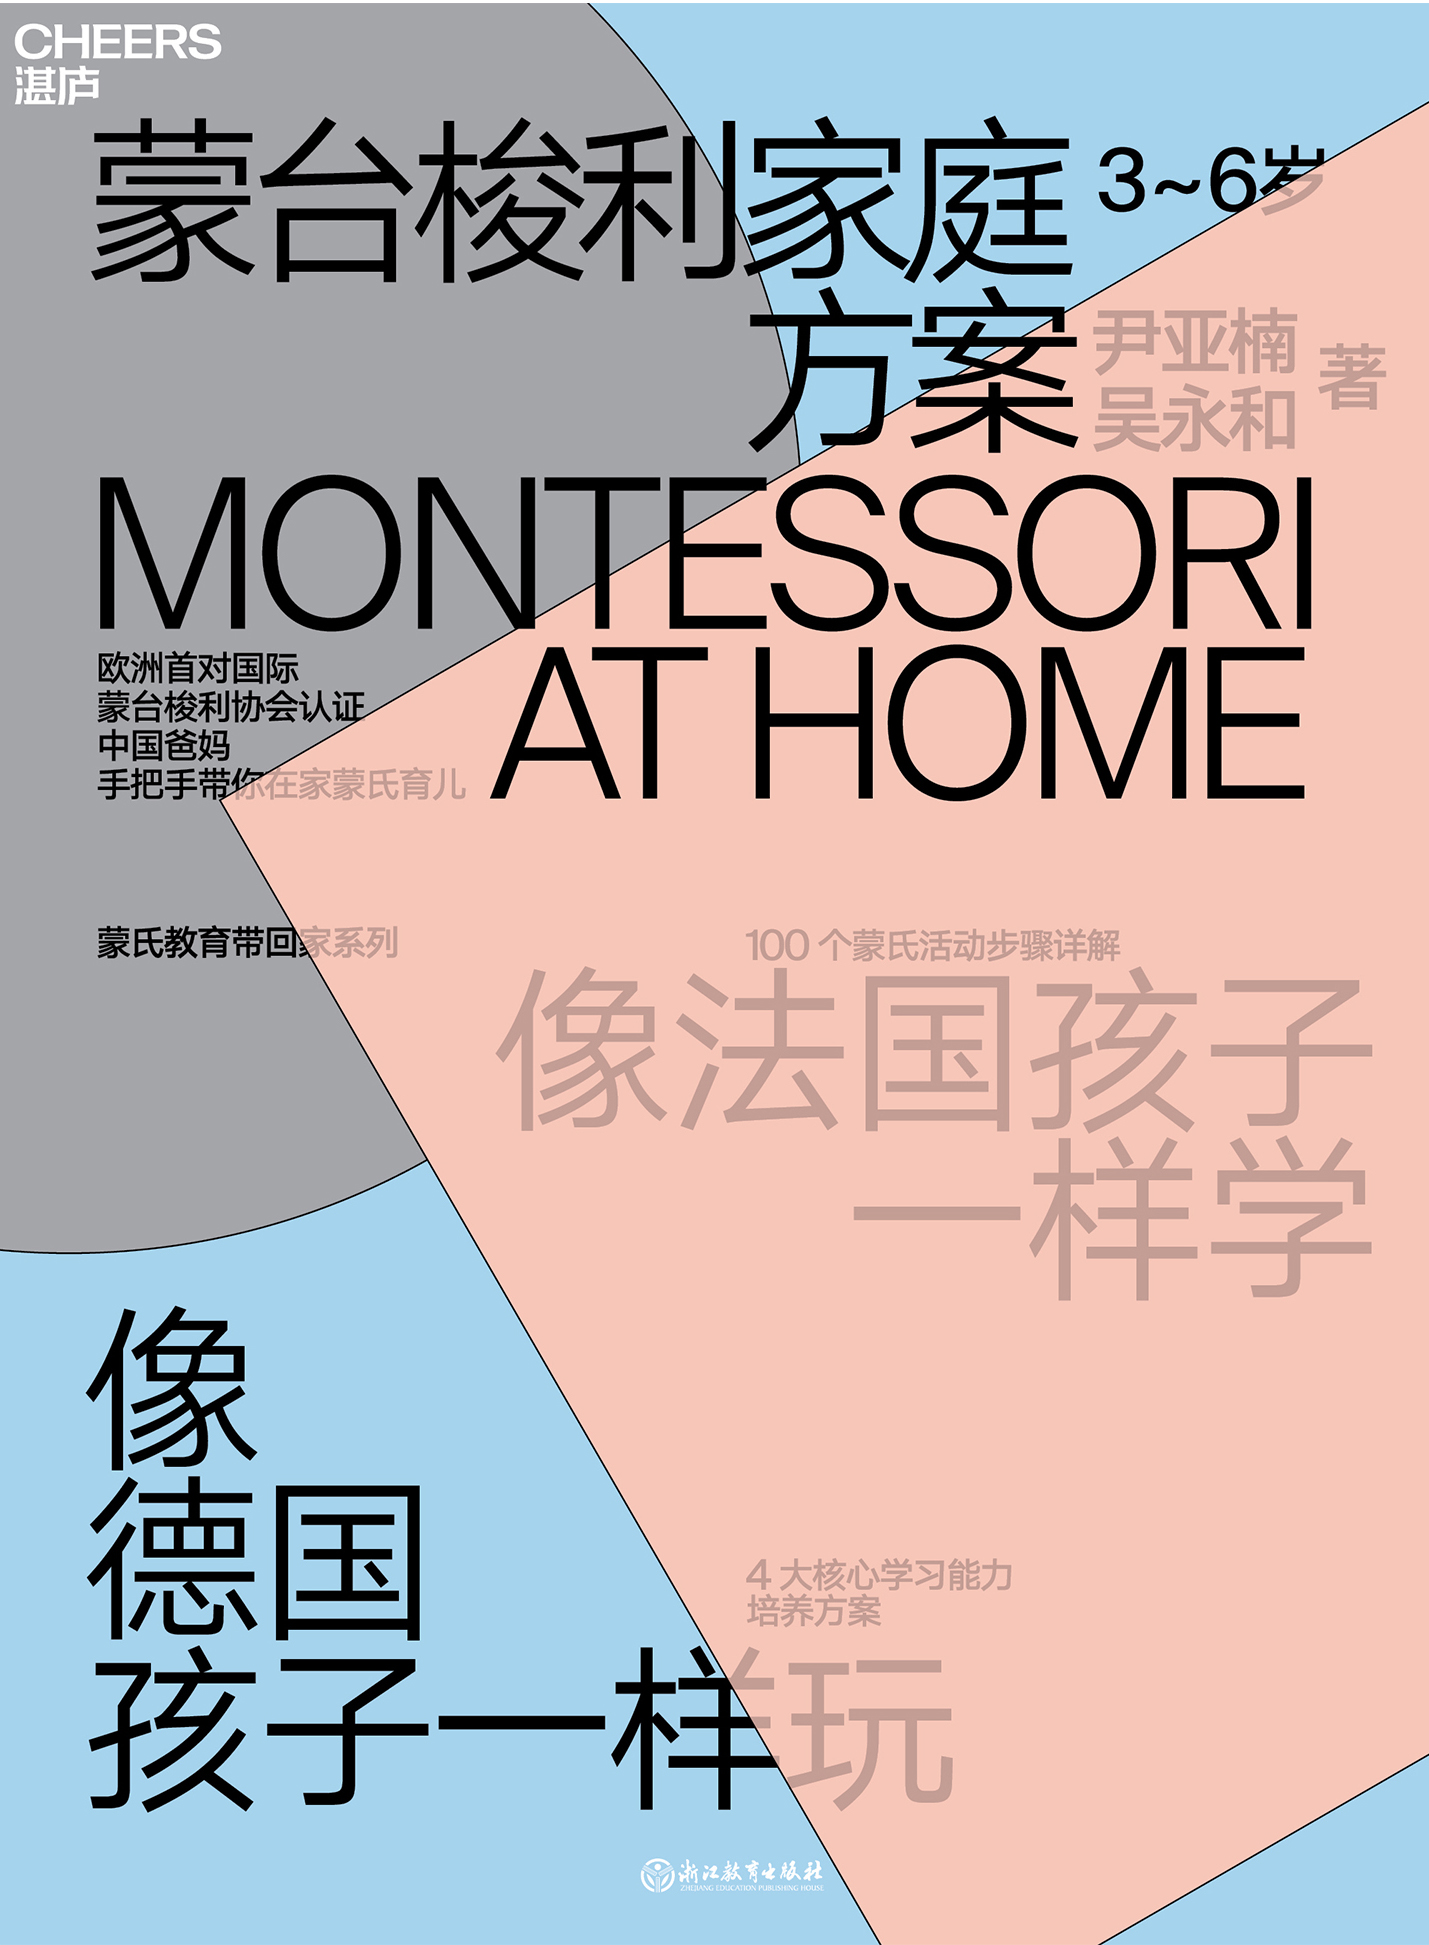 CHEERS
湛庐
蒙台梭利家庭 3~6岁
方案
尹亚楠
吴永和
著
MONTESSORI
AT HOME
欧洲首对国际
蒙台梭利协会认证
中国爸妈
手把手带你在家蒙氏育儿
蒙氏教育带回家系列
100 个蒙氏活动步骤详解
像法国孩子
一样学
像
德国
孩子一样玩
4 大核心学习能力
培养方案
浙江教育出版社
ZHEJIANG EDUCATION PUBLISHING HOUSE